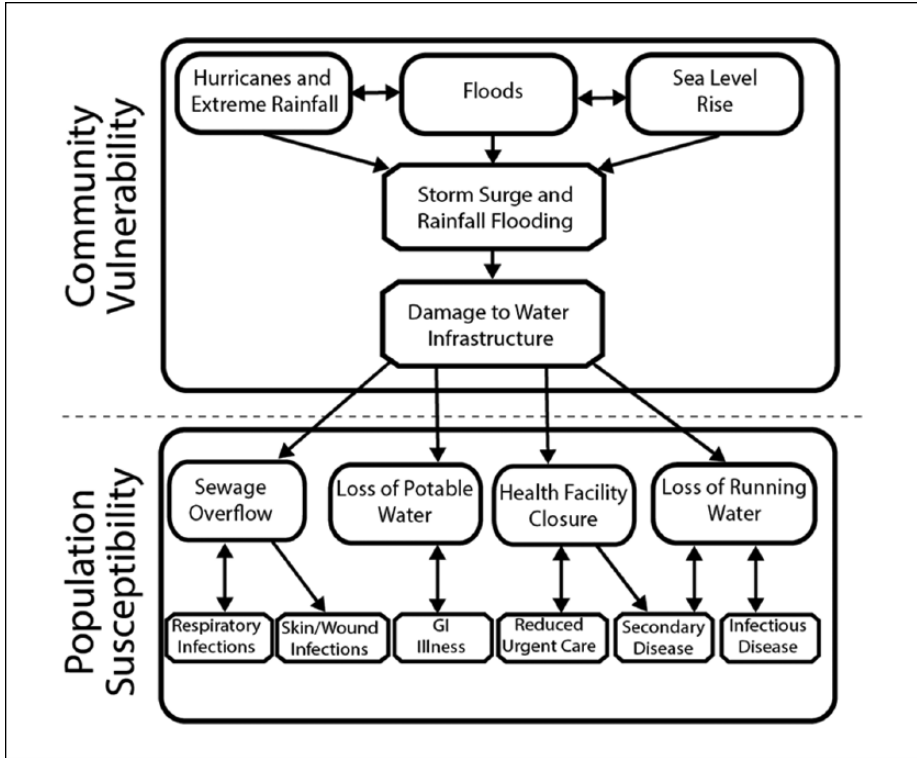 Community
Vulnerability
Hurricanes and
Extreme Rainfall
Floods
Sea Level
Rise
Storm Surge and
Rainfall Flooding
Damage to Water
Infrastructure
Population
Susceptibility
Sewage
Overflow
Loss of Potable
Water
Health Facility
Closure
Loss of Running
Water
Respiratory
Infections
Skin/Wound
Infections
GI
Illness
Reduced
Urgent Care
Secondary
Disease
Infectious
Disease